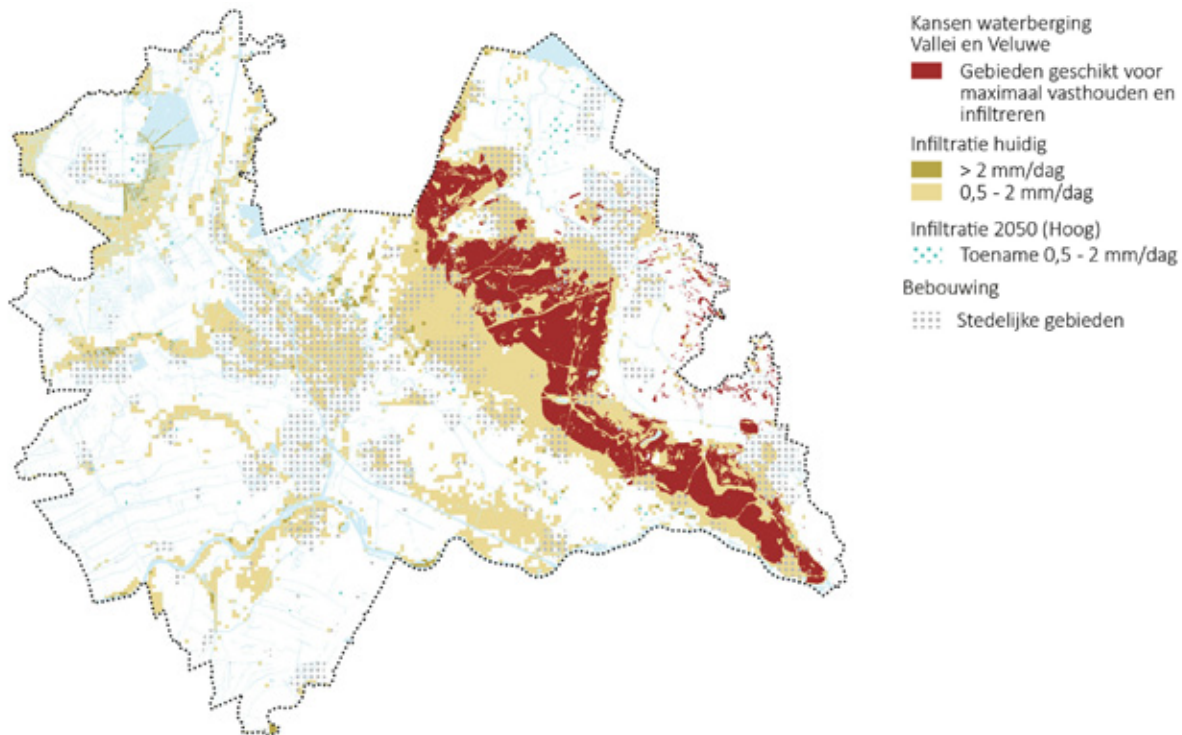 Kansen waterberging
Vallei en Veluwe
Gebieden geschikt voor
maximaal vasthouden en
infiltreren
Infiltratie huidig
> 2 mm/dag
0,5 - 2 mm/dag
Infiltratie 2050 (Hoog)
Toename 0,5 - 2 mm/dag
Bebouwing
Stedelijke gebieden